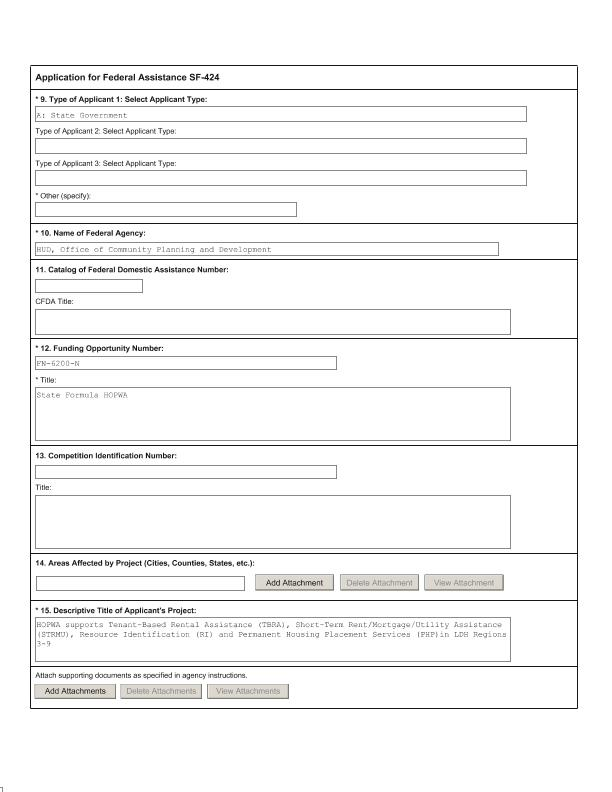 Application for Federal Assistance SF-424
* 9. Type of Applicant 1: Select Applicant Type:
A: State Government
Type of Applicant 2: Select Applicant Type:
Type of Applicant 3: Select Applicant Type:
* Other (specify):
* 10. Name of Federal Agency:
HUD, Office of Community Planning and Development
11. Catalog of Federal Domestic Assistance Number:
CFDA Title:
* 12. Funding Opportunity Number:
FN-6200-N
* Title:
State Formula HOPWA
13. Competition Identification Number:
Title:
14. Areas Affected by Project (Cities, Counties, States, etc.):
Add Attachment Delete Attachment View Attachment
* 15. Descriptive Title of Applicant's Project:
HOPWA supports Tenant-Based Rental Assistance (TBRA), Short-Term Rent/Mortgage/Utility Assistance
(STRMU), Resource Identification (RI) and Permanent Housing Placement Services (PHP)in LDH Regions
3-9
Attach supporting documents as specified in agency instructions.
Add Attachments Delete Attachments View Attachments